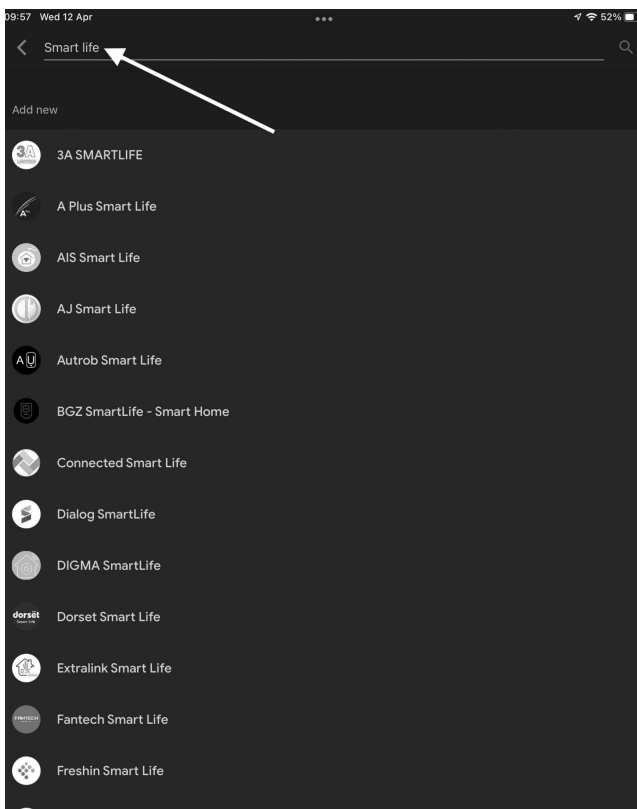 09:57 Wed 12 Apr
52%
Smart life
Add new
3A
3A SMARTLIFE
A
A Plus Smart Life
AIS Smart Life
AJ Smart Life
AU
Autrob Smart Life
BGZ SmartLife - Smart Home
Connected Smart Life
Dialog SmartLife
DIGMA SmartLife
dorsët
Dorset Smart Life
Extralink Smart Life
FANTECH
Fantech Smart Life
Freshin Smart Life